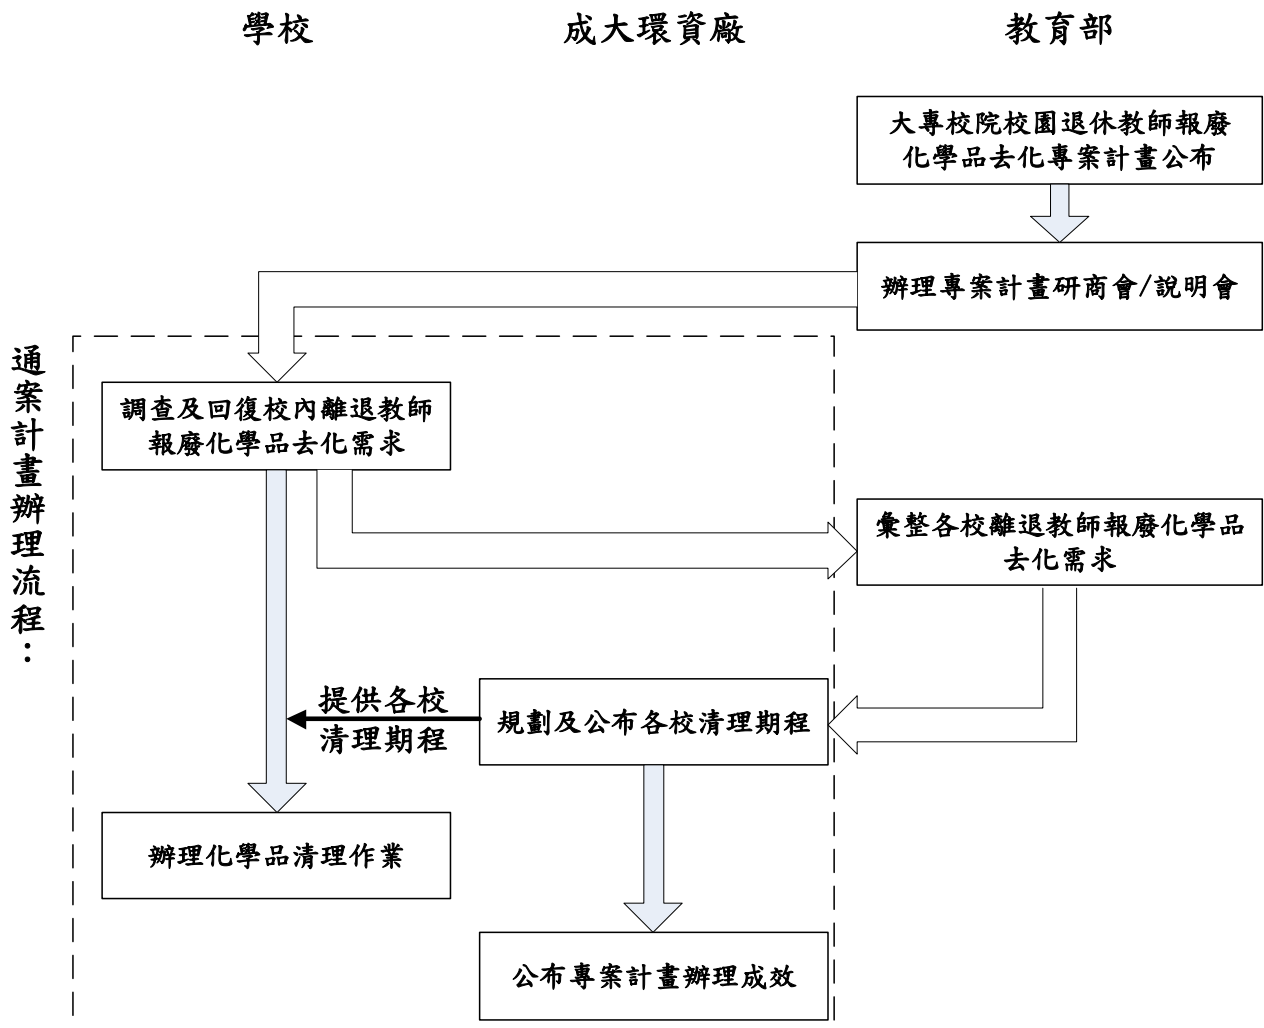 學校
成大環資廠
教育部
大專校院校園退休教師報廢
化學品去化專案計畫公布
辦理專案計畫研商會/說明會
通案計畫辦理流程：
調查及回復校內離退教師
報廢化學品去化需求
彙整各校離退教師報廢化學品
去化需求
提供各校
清理期程
規劃及公布各校清理期程
辦理化學品清理作業
公布專案計畫辦理成效